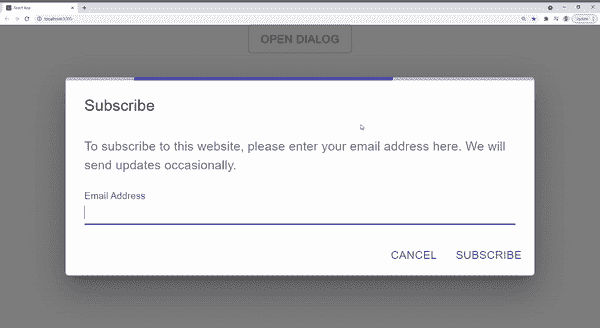 React App
localhost:3000
Update
OPEN DIALOG
Subscribe
To subscribe to this website, please enter your email address here. We will
send updates occasionally.
Email Address
CANCEL SUBSCRIBE